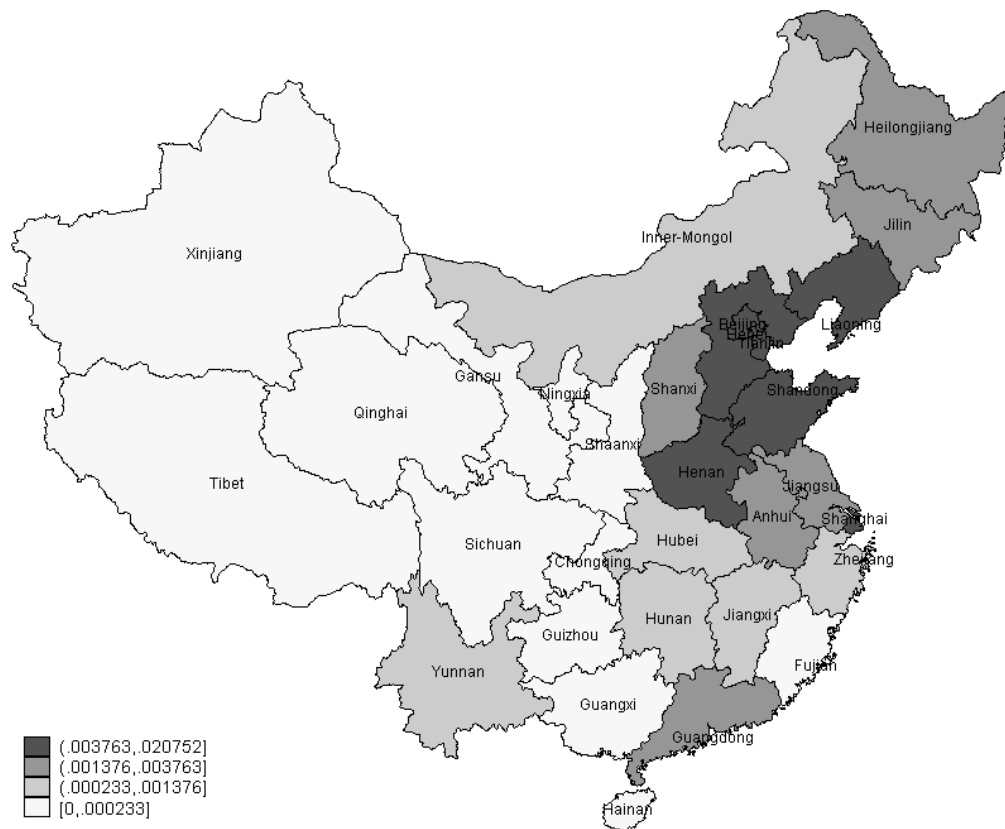 Heilongjiang
Jilin
Inner-Mongol
Xinjiang
Beijing
Hebei
Tianjin
Liaoning
Gansu
Ningxia
Shanxi
Shandong
Qinghai
Shaanxi
Henan
Tibet
Jiangsu
Anhui
Shanghai
Sichuan
Hubei
Chongqing
Zhejiang
Hunan
Jiangxi
Guizhou
Yunnan
Fujian
Guangxi
Guangdong
Hainan
(.003763,.020752]
(.001376,.003763]
(.000233,.001376]
[0,.000233]